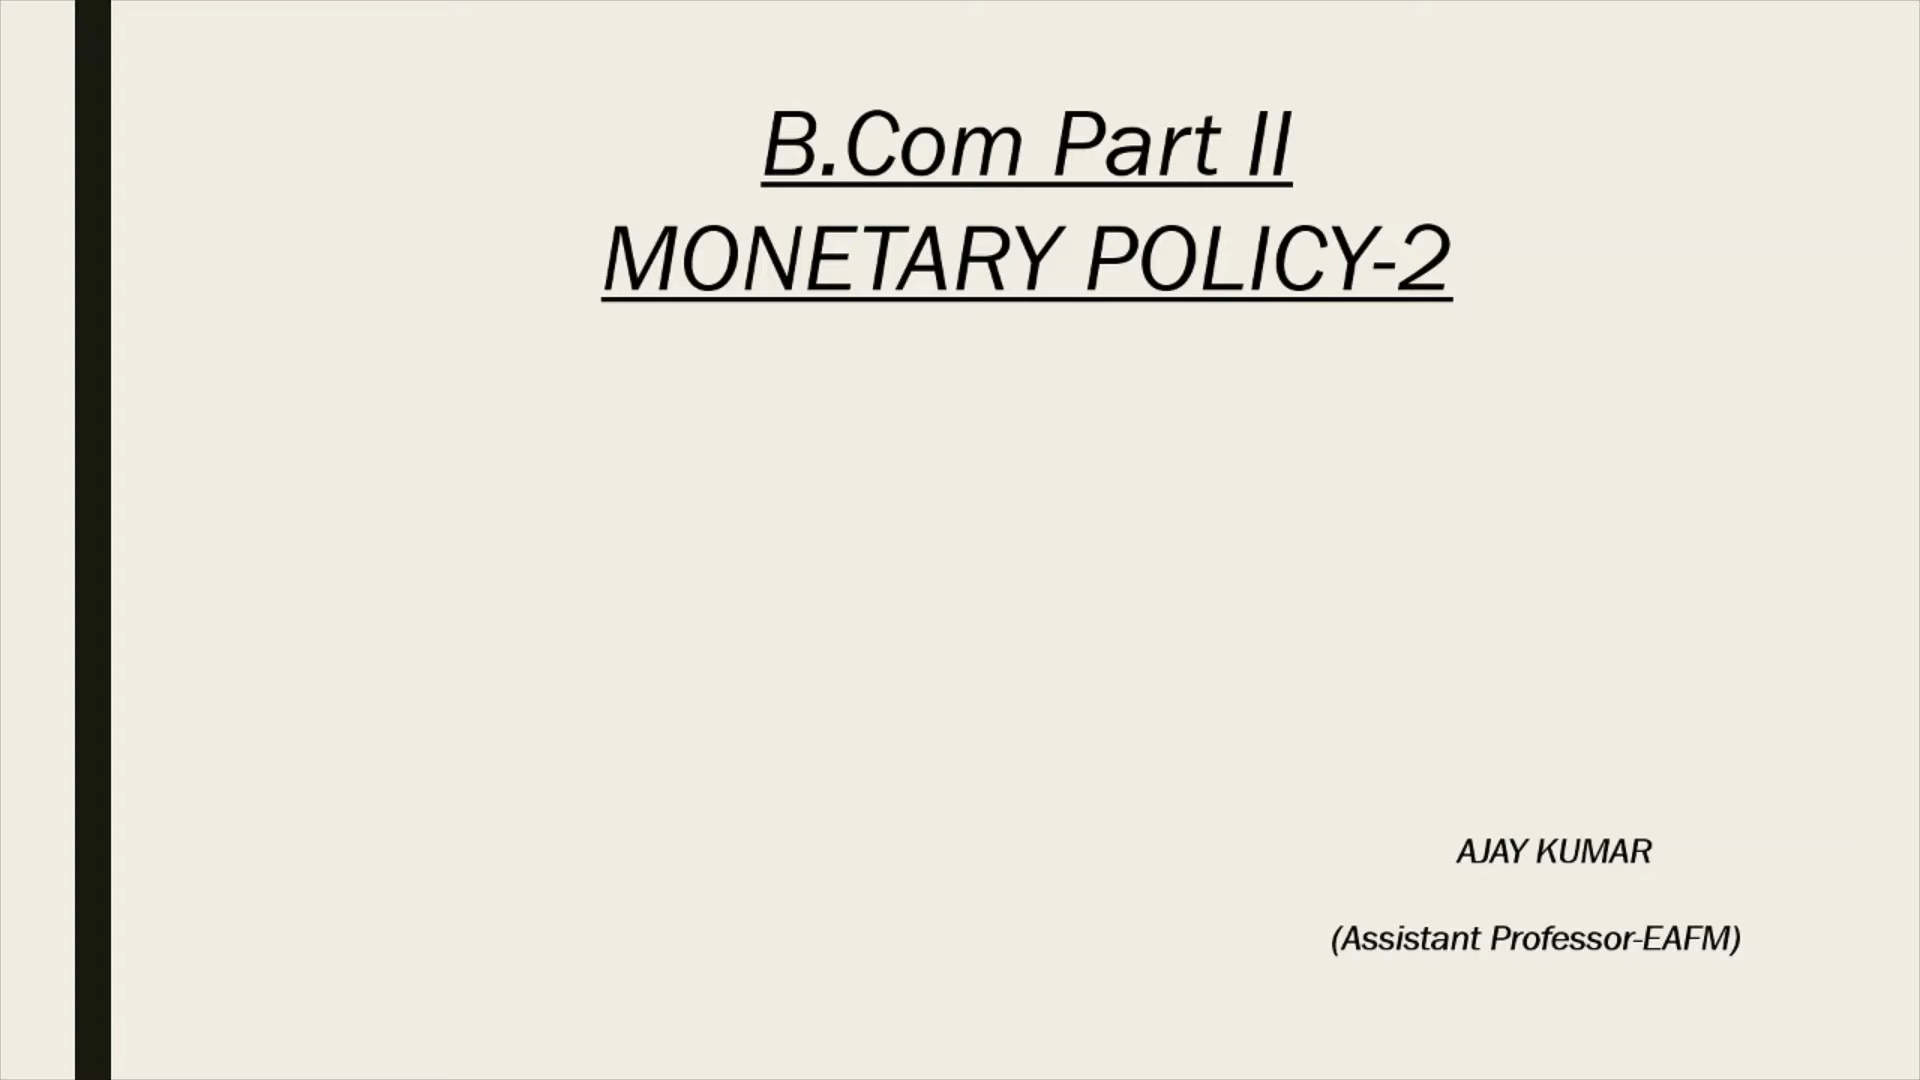 B.Com Part II
MONETARY POLICY-2
AJAY KUMAR
(Assistant Professor-EAFM)